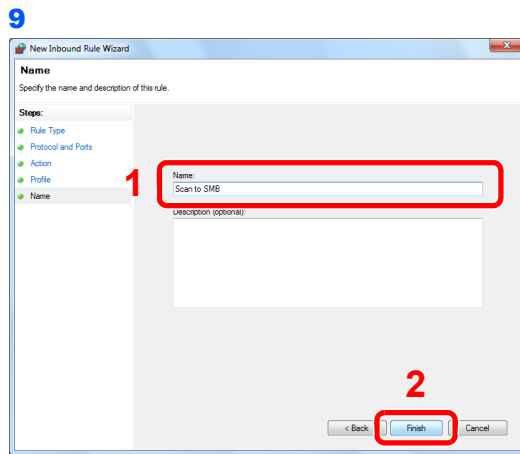 9
New Inbound Rule Wizard
Name
Specify the name and description of this rule.
Steps:
Rule Type
Protocol and Ports
Action
Profile
Name
1
Name:
Scan to SMB
Description (optional):
2
< Back
Finish
Cancel